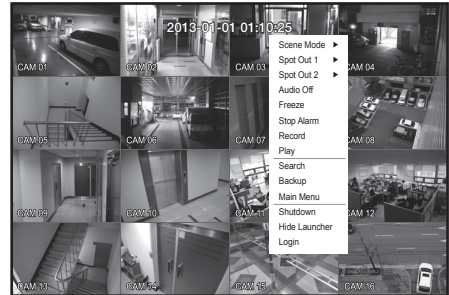 2013-01-01 01:10:25
CAM 01
CAM 02
CAM 03
CAM 04
CAM 05
CAM 06
CAM 07
CAM 08
CAM 09
CAM 10
CAM 11
CAM 12
CAM 13
CAM 14
CAM 15
CAM 16
Scene Mode ▶
Spot Out 1 ▶
Spot Out 2 ▶
Audio Off
Freeze
Stop Alarm
Record
Play
Search
Backup
Main Menu
Shutdown
Hide Launcher
Login